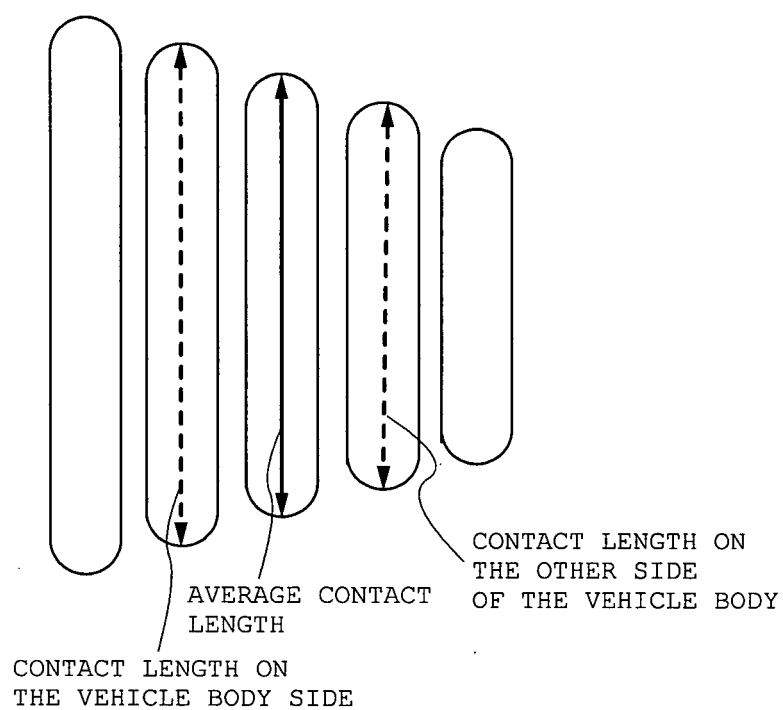 CONTACT LENGTH ON
THE OTHER SIDE
OF THE VEHICLE BODY
AVERAGE CONTACT
LENGTH
CONTACT LENGTH ON
THE VEHICLE BODY SIDE